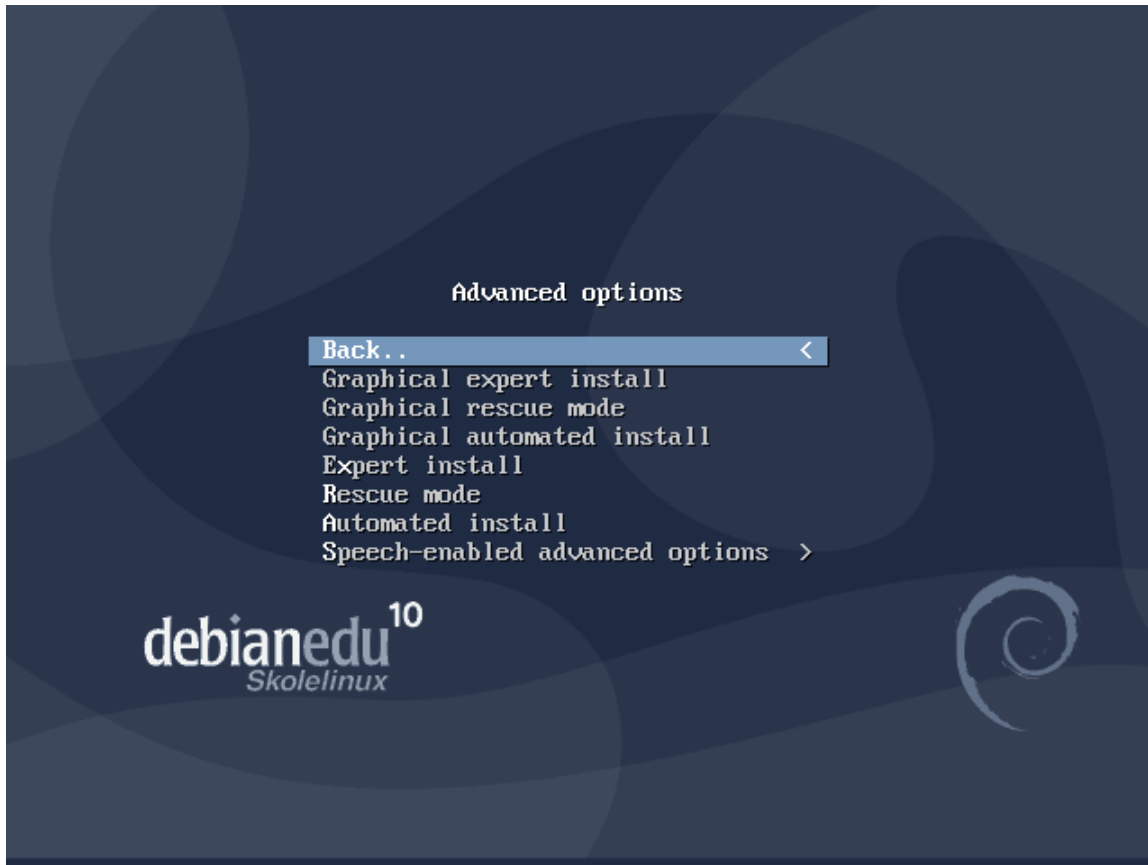 Advanced options
Back.. <
Graphical expert install
Graphical rescue mode
Graphical automated install
Expert install
Rescue mode
Automated install
Speech-enabled advanced options >
debianedu 10
Skolelinux